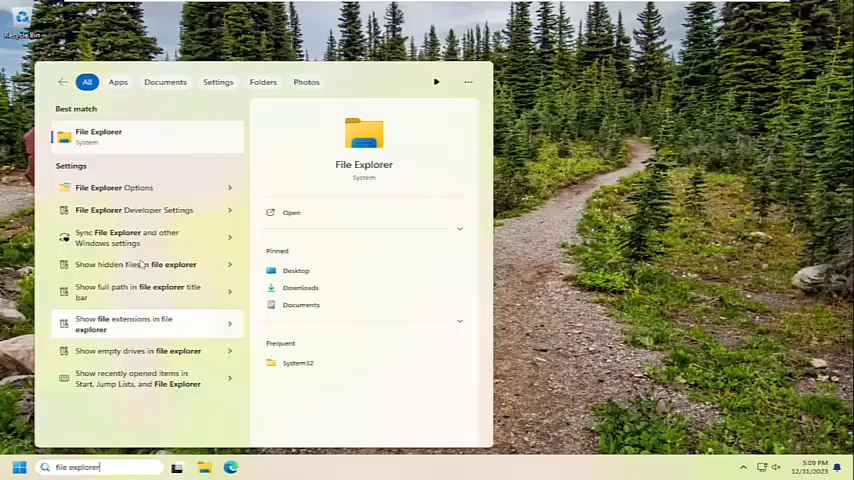 Recycle Bin
All
Apps
Documents
Settings
Folders
Photos
Best match
File Explorer
System
Settings
File Explorer Options
File Explorer Developer Settings
Sync File Explorer and other
Windows settings
Show hidden files in file explorer
Show full path in file explorer title
bar
Show file extensions in file
explorer
Show empty drives in file explorer
Show recently opened items in
Start, Jump Lists, and File Explorer
File Explorer
System
Open
Pinned
Desktop
Downloads
Documents
Frequent
System32
file explorer
5:09 PM
12/31/2023